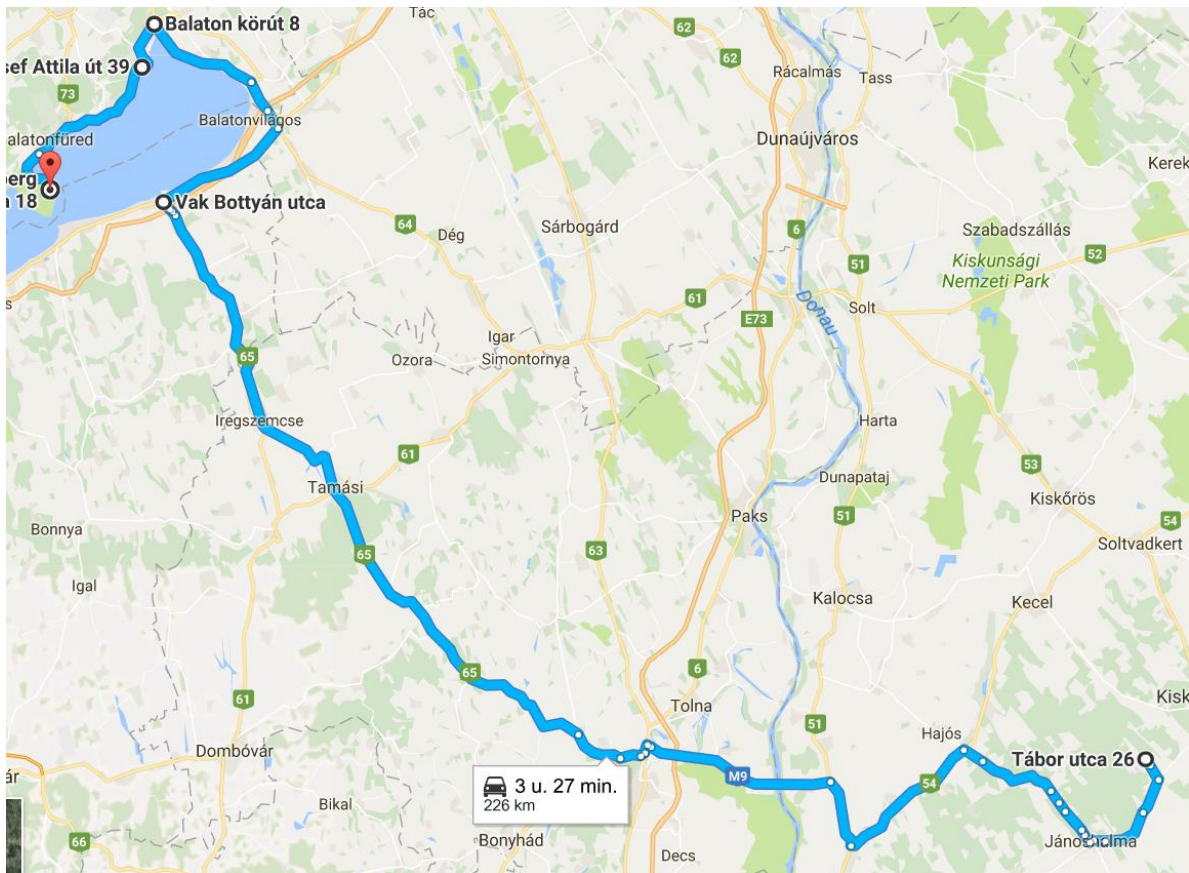 Tác
62
Balaton körút 8
62
Rácalmás
sef Attila út 39
62
Tass
73
Balatonvilágos
alatonfüred
Dunaújváros
Kerek
berg
a 18
Vak Bottyán utca
64
Sárbogárd
6
Szabadszállás
Dég
51
Kiskunsági
Nemzeti Park
52
61
Donau
Solt
E73
Igar
65
Ozora
Simontornya
Iregszemcse
Harta
61
53
Tamási
Dunapataj
Kiskőrös
Paks
51
54
Bonnya
65
63
Soltvadkert
Igal
Kalocsa
Kecel
65
6
61
Tolna
Kisk
51
Hajós
Dombóvár
Tábor utca 26
ár
3 u. 27 min.
226 km
M9
54
Bikal
66
Bonyhád
Decs
Jánoshalma